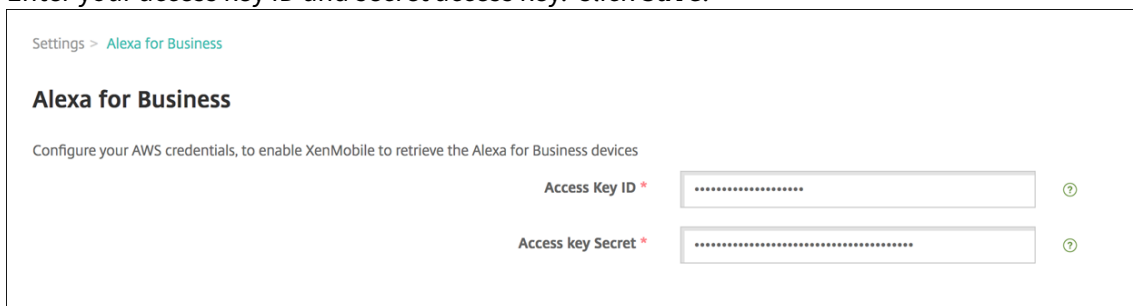 Enter your access key ID and secret access key. Click Save.
Settings > Alexa for Business
Alexa for Business
Configure your AWS credentials, to enable XenMobile to retrieve the Alexa for Business devices
Access Key ID *
••••••••••••••••••••
?
Access key Secret *
••••••••••••••••••••••••••••••••••••••••
?